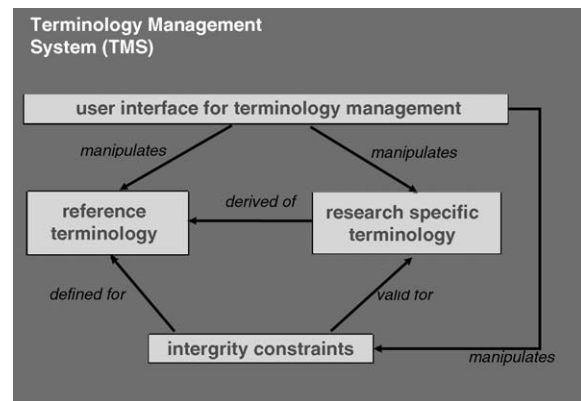 Terminology Management
System (TMS)
user interface for terminology management
manipulates
manipulates
reference
terminology
derived of
research specific
terminology
defined for
valid for
intergrity constraints
manipulates